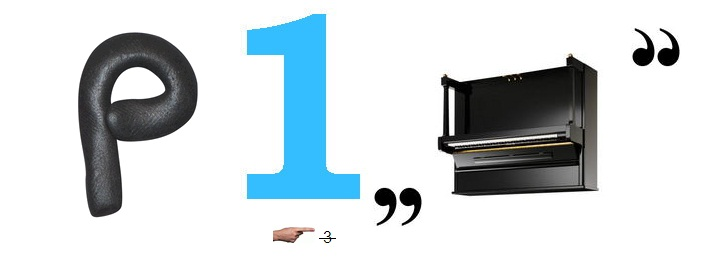 P 1 ,, “
3